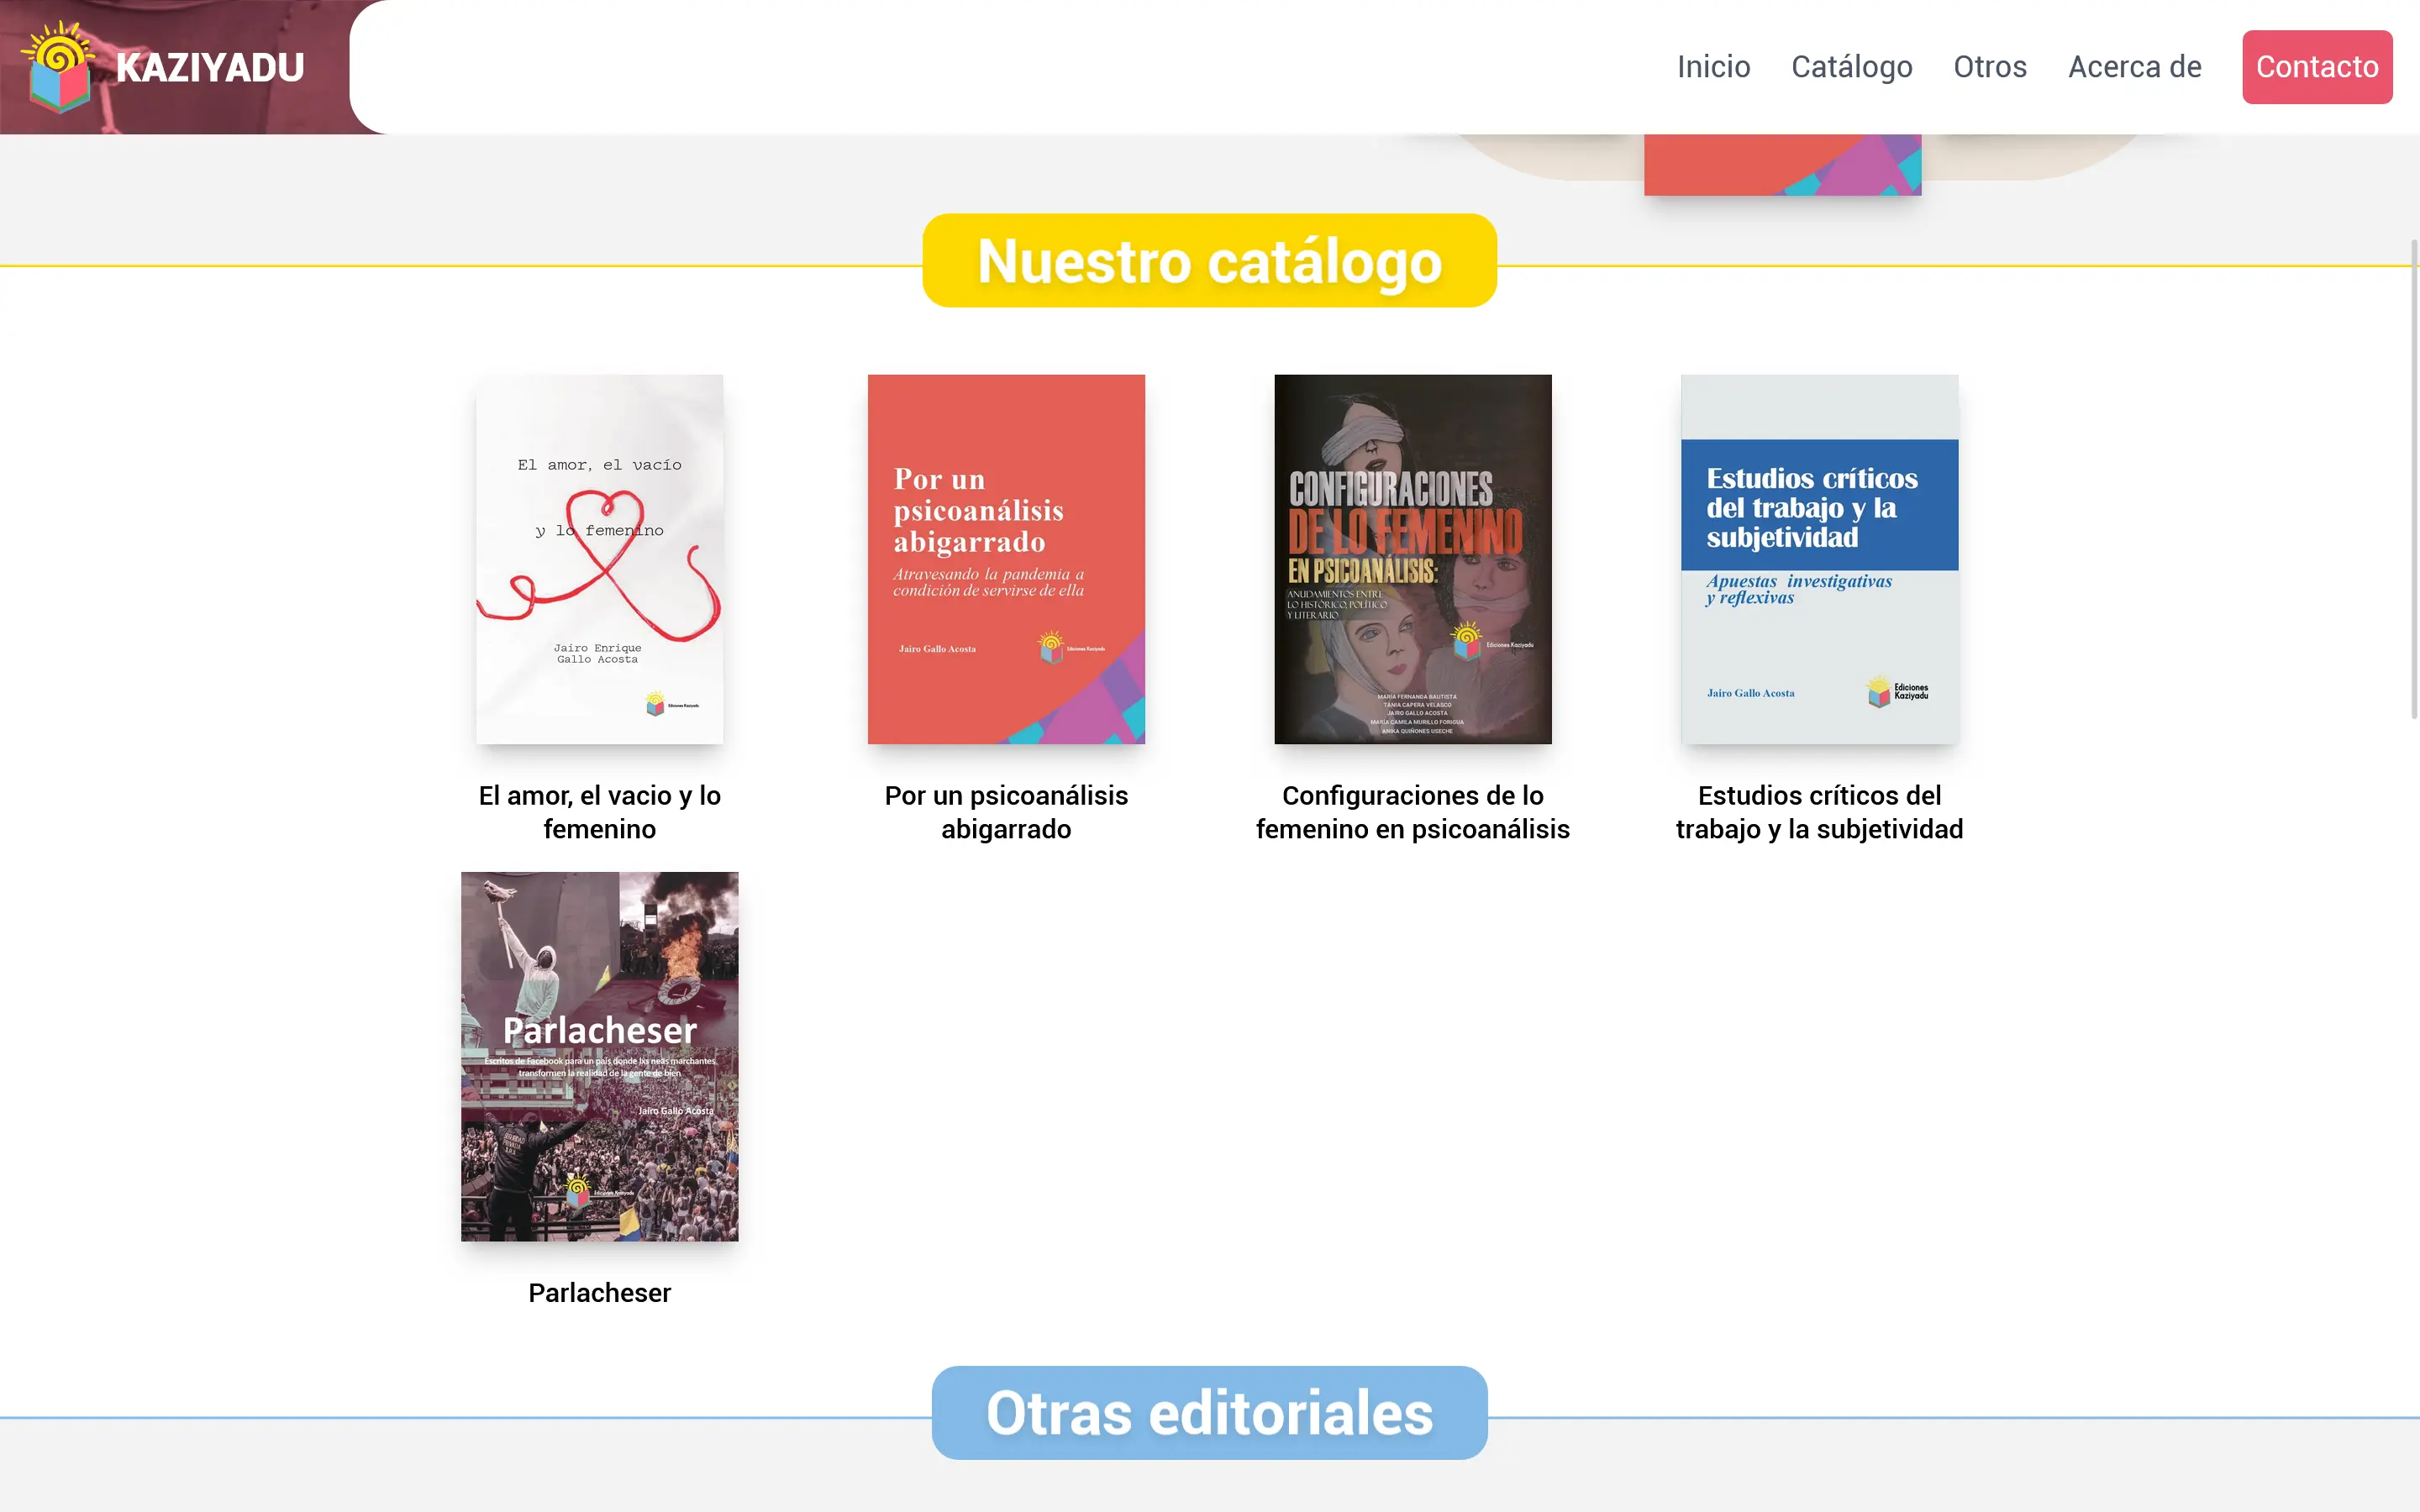 KAZIYADU
Inicio
Catálogo
Otros
Acerca de
Contacto
Nuestro catálogo
El amor, el vacío
y lo femenino
Jairo Enrique
Gallo Acosta
Ediciones Kaziyadu
El amor, el vacio y lo
femenino
Por un
psicoanálisis
abigarrado
Atravesando la pandemia a
condición de servirse de ella
Jairo Gallo Acosta
Ediciones Kaziyadu
Por un psicoanálisis
abigarrado
CONFIGURACIONES
DE LO FEMENINO
EN PSICOANÁLISIS:
ANUDAMIENTOS ENTRE
LO HISTÓRICO, POLÍTICO
Y LITERARIO
Ediciones Kaziyadu
MARÍA FERNANDA BAUTISTA
TANIA CAPERA VELASCO
JAIRO GALLO ACOSTA
MARÍA CAMILA MURILLO FORIGUA
ANIKA QUIÑONES USECHE
Configuraciones de lo
femenino en psicoanálisis
Estudios críticos
del trabajo y la
subjetividad
Apuestas investigativas
y reflexivas
Jairo Gallo Acosta
Ediciones
Kaziyadu
Estudios críticos del
trabajo y la subjetividad
Parlacheser
Escritos de Facebook para un país donde lxs neas marchantes
transformen la realidad de la gente de bien
Jairo Gallo Acosta
Ediciones Kaziyadu
Parlacheser
Otras editoriales